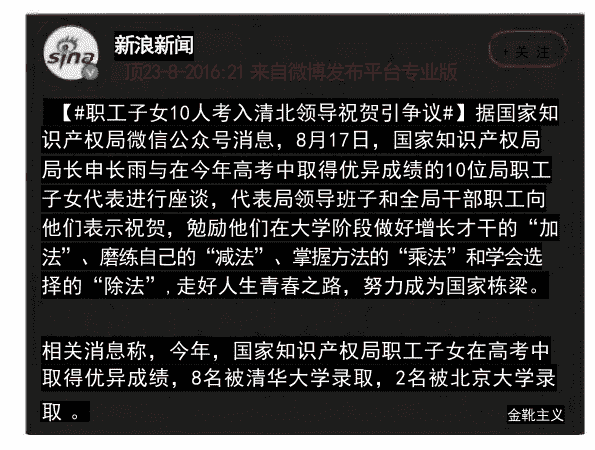 sina
新浪新闻
+ 关 注
顶23-8-2016:21 来自微博发布平台专业版
【#职工子女10人考入清北领导祝贺引争议#】据国家知
识产权局微信公众号消息，8月17日，国家知识产权局
局长申长雨与在今年高考中取得优异成绩的10位局职工
子女代表进行座谈，代表局领导班子和全局干部职工向
他们表示祝贺，勉励他们在大学阶段做好增长才干的“加
法”、磨练自己的“减法”、掌握方法的“乘法”和学会选
择的“除法”,走好人生青春之路，努力成为国家栋梁。
相关消息称，今年，国家知识产权局职工子女在高考中
取得优异成绩，8名被清华大学录取，2名被北京大学录
取 。
金靴主义